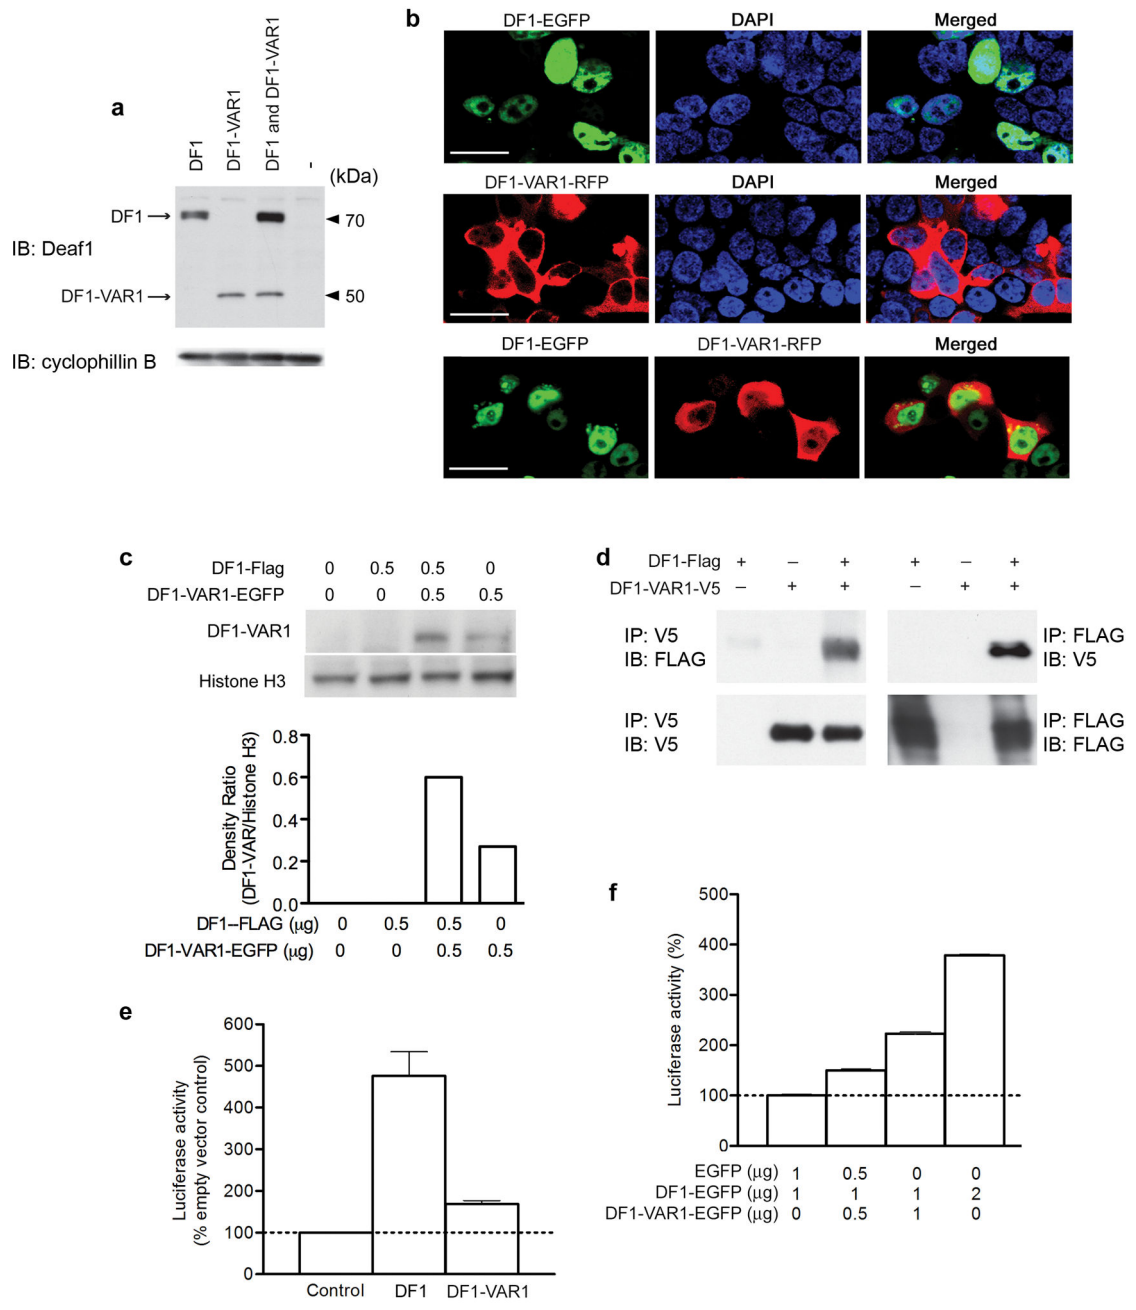 a
DF1
DF1-VAR1
DF1 and DF1-VAR1
-
(kDa)
DF1
70
IB: Deaf1
DF1-VAR1
50
IB: cyclophillin B
b
DF1-EGFP
DAPI
Merged
DF1-VAR1-RFP
DAPI
Merged
DF1-EGFP
DF1-VAR1-RFP
Merged
c
DF1-Flag 0 0.5 0.5 0
DF1-VAR1-EGFP 0 0 0.5 0.5
DF1-VAR1
Histone H3
Density Ratio
(DF1-VAR/Histone H3)
0.8
0.6
0.4
0.2
0.0
DF1--FLAG (μg) 0 0.5 0.5 0
DF1-VAR1-EGFP (μg) 0 0 0.5 0.5
d
DF1-Flag + – + + – +
DF1-VAR1-V5 – + + – + +
IP: V5
IB: FLAG
IP: FLAG
IB: V5
IP: V5
IB: V5
IP: FLAG
IB: FLAG
e
Luciferase activity
(% empty vector control)
600
500
400
300
200
100
0
Control DF1 DF1-VAR1
f
Luciferase activity (%)
500
400
300
200
100
0
EGFP (μg) 1 0.5 0 0
DF1-EGFP (μg) 1 1 1 2
DF1-VAR1-EGFP (μg) 0 0.5 1 0